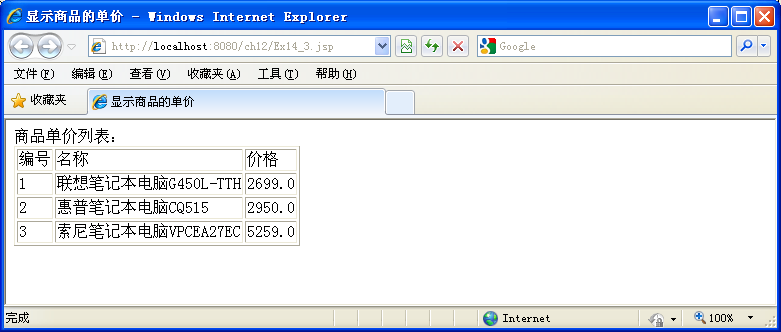 显示商品的单价 - Windows Internet Explorer
http://localhost:8080/ch12/Ex14_3.jsp Google
文件(F) 编辑(E) 查看(V) 收藏夹(A) 工具(T) 帮助(H)
收藏夹 显示商品的单价
商品单价列表:
编号 名称 价格
1 联想笔记本电脑G450L-TTH 2699.0
2 惠普笔记本电脑CQ515 2950.0
3 索尼笔记本电脑VPCEA27EC 5259.0
完成 Internet 100%